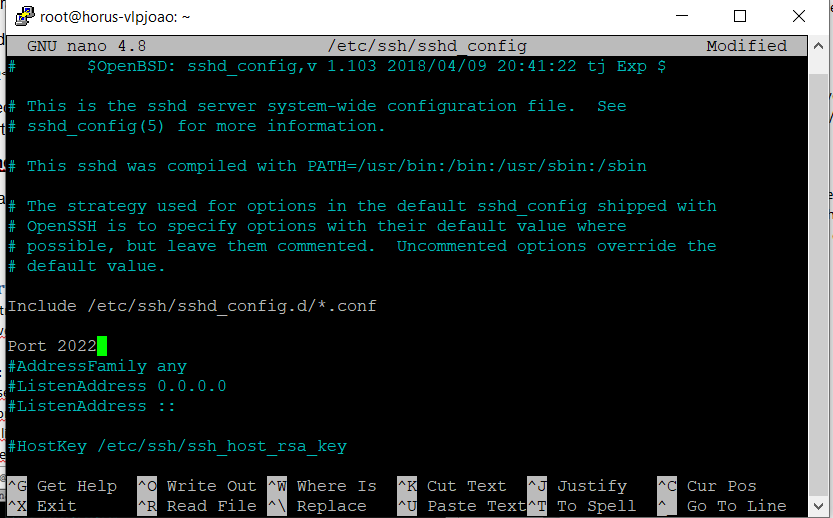 root@horus-vlpjoao: ~
GNU nano 4.8 /etc/ssh/sshd_config Modified
# $OpenBSD: sshd_config,v 1.103 2018/04/09 20:41:22 tj Exp $
# This is the sshd server system-wide configuration file. See
# sshd_config(5) for more information.
# This sshd was compiled with PATH=/usr/bin:/bin:/usr/sbin:/sbin
# The strategy used for options in the default sshd_config shipped with
# OpenSSH is to specify options with their default value where
# possible, but leave them commented. Uncommented options override the
# default value.
Include /etc/ssh/sshd_config.d/*.conf
Port 2022
#AddressFamily any
#ListenAddress 0.0.0.0
#ListenAddress ::
#HostKey /etc/ssh/ssh_host_rsa_key
^G Get Help ^O Write Out ^W Where Is ^K Cut Text ^J Justify ^C Cur Pos
^X Exit ^R Read File ^\ Replace ^U Paste Text ^T To Spell ^_ Go To Line